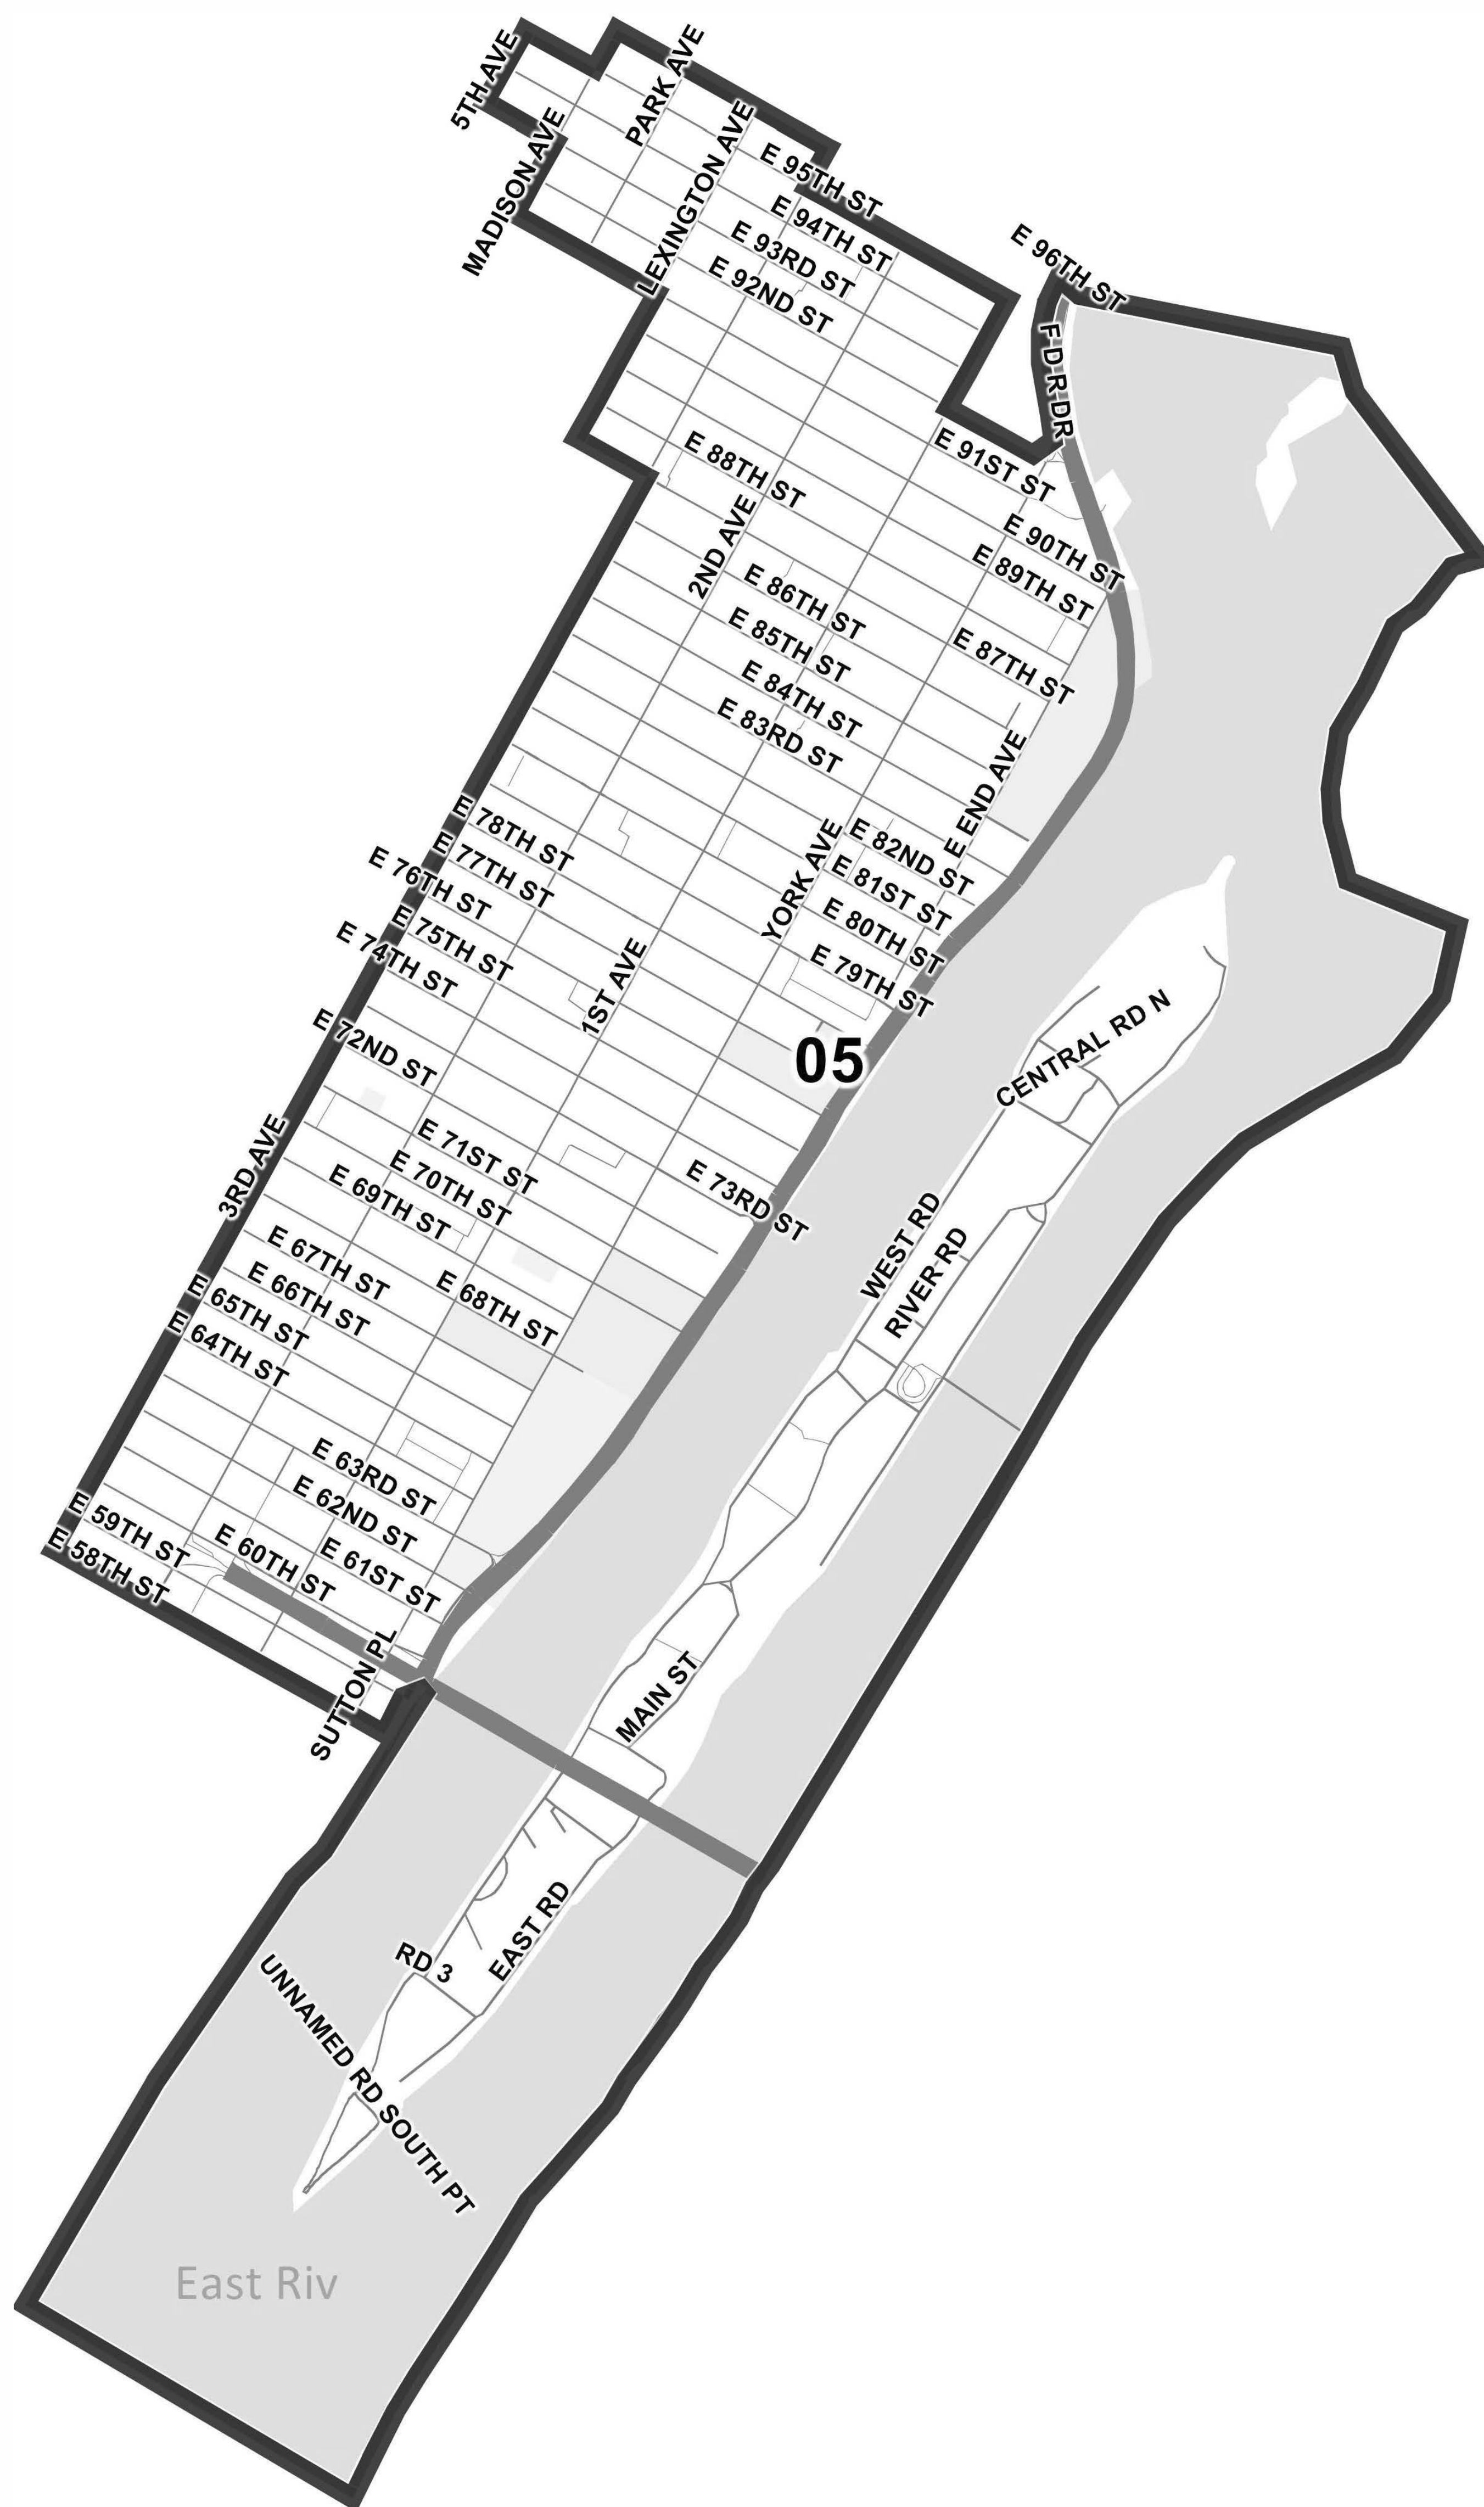 5TH AVE
PARK AVE
MADISON AVE
LEXINGTON AVE
E 95TH ST
E 94TH ST
E 93RD ST
E 92ND ST
E 96TH ST
F D R DR
E 91ST ST
E 88TH ST
2ND AVE
E 90TH ST
E 89TH ST
E 86TH ST
E 85TH ST
E 87TH ST
E 84TH ST
E 83RD ST
E END AVE
E 78TH ST
E 77TH ST
E 76TH ST
E 75TH ST
E 74TH ST
YORK AVE
E 82ND ST
E 81ST ST
E 80TH ST
E 79TH ST
1ST AVE
E 72ND ST
05
CENTRAL RD N
3RD AVE
E 71ST ST
E 70TH ST
E 69TH ST
E 73RD ST
WEST RD
RIVER RD
E 67TH ST
E 66TH ST
E 68TH ST
E 65TH ST
E 64TH ST
E 63RD ST
E 62ND ST
E 59TH ST
E 60TH ST
E 61ST ST
E 58TH ST
SUTTON PL
MAIN ST
EAST RD
RD 3
UNNAMED RD SOUTH PT
East Riv